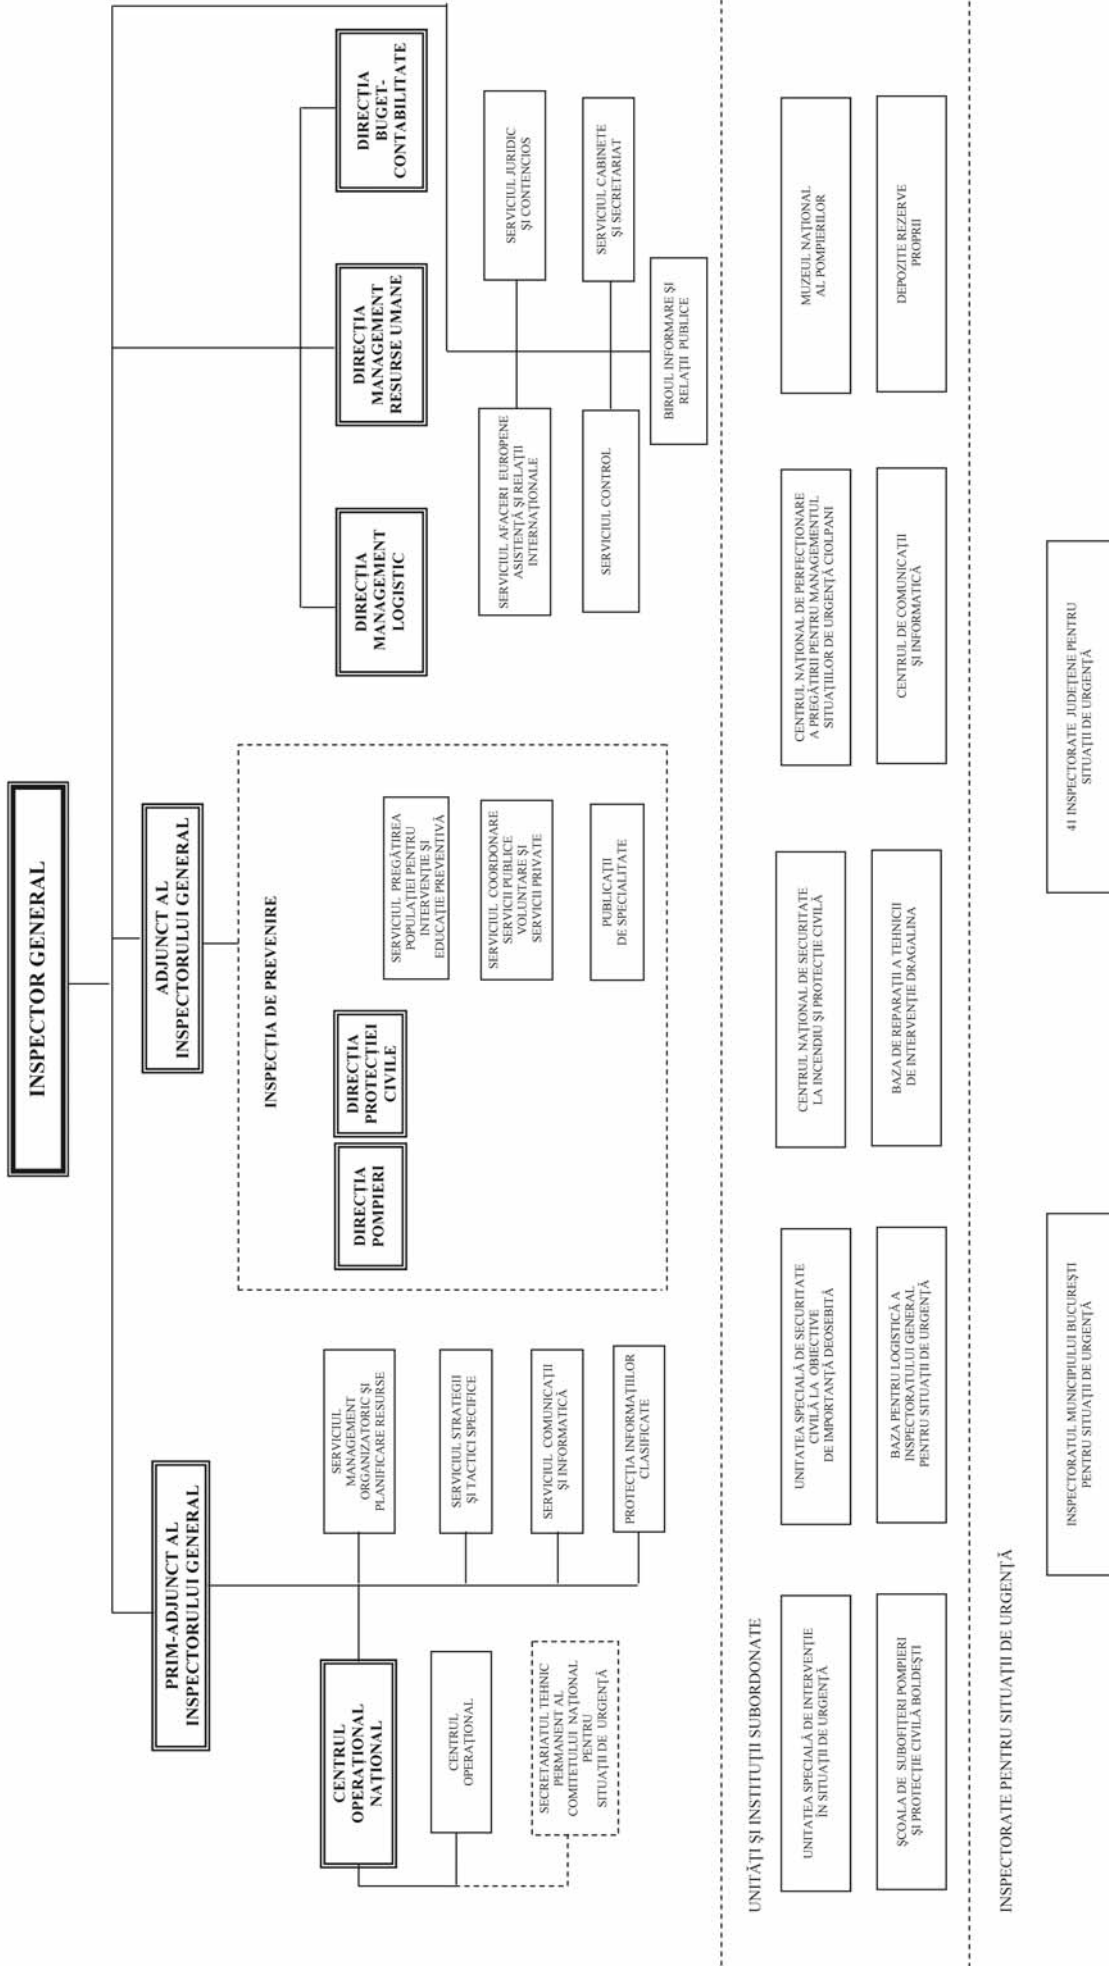 INSPECTOR GENERAL
PRIM-ADJUNCT AL
INSPECTORULUI GENERAL
ADJUNCT AL
INSPECTORULUI GENERAL
CENTRUL
OPERAȚIONAL
NAȚIONAL
CENTRUL
OPERAȚIONAL
SECRETARIATUL TEHNIC
PERMANENT AL
COMITETULUI NAȚIONAL
PENTRU
SITUAȚII DE URGENȚĂ
SERVICIUL
MANAGEMENT
ORGANIZATORIC ȘI
PLANIFICARE RESURSE
SERVICIUL STRATEGII
ȘI TACTICI SPECIFICE
SERVICIUL COMUNICAȚII
ȘI INFORMATICĂ
PROTECȚIA INFORMAȚIILOR
CLASIFICATE
INSPECȚIA DE PREVENIRE
DIRECȚIA
POMPIERI
DIRECȚIA
PROTECȚIEI
CIVILE
SERVICIUL PREGĂTIREA
POPULAȚIEI PENTRU
INTERVENȚIE ȘI
EDUCAȚIE PREVENTIVĂ
SERVICIUL COORDONARE
SERVICII PUBLICE
VOLUNTARE ȘI
SERVICII PRIVATE
PUBLICAȚII
DE SPECIALITATE
DIRECȚIA
MANAGEMENT
LOGISTIC
DIRECȚIA
MANAGEMENT
RESURSE UMANE
DIRECȚIA
BUGET-
CONTABILITATE
SERVICIUL AFACERI EUROPENE
ASISTENȚĂ ȘI RELAȚII
INTERNAȚIONALE
SERVICIUL JURIDIC
ȘI CONTENCIOS
SERVICIUL CONTROL
SERVICIUL CABINETE
ȘI SECRETARIAT
BIROUL INFORMARE ȘI
RELAȚII PUBLICE
UNITĂȚI ȘI INSTITUȚII SUBORDONATE
UNITATEA SPECIALĂ DE INTERVENȚIE
ÎN SITUAȚII DE URGENȚĂ
UNITATEA SPECIALĂ DE SECURITATE
CIVILĂ LA OBIECTIVE
DE IMPORTANȚĂ DEOSEBITĂ
CENTRUL NAȚIONAL DE SECURITATE
LA INCENDIU ȘI PROTECȚIE CIVILĂ
CENTRUL NAȚIONAL DE PERFECȚIONARE
A PREGĂTIRII PENTRU MANAGEMENTUL
SITUAȚIILOR DE URGENȚĂ CIOLPANI
MUZEUL NAȚIONAL
AL POMPIERILOR
ȘCOALA DE SUBOFIȚERI POMPIERI
ȘI PROTECȚIE CIVILĂ BOLDEȘTI
BAZA PENTRU LOGISTICĂ A
INSPECTORATULUI GENERAL
PENTRU SITUAȚII DE URGENȚĂ
BAZA DE REPARAȚII A TEHNICII
DE INTERVENȚIE DRAGALINA
CENTRUL DE COMUNICAȚII
ȘI INFORMATICĂ
DEPOZITE REZERVE
PROPRII
INSPECTORATE PENTRU SITUAȚII DE URGENȚĂ
INSPECTORATUL MUNICIPIULUI BUCUREȘTI
PENTRU SITUAȚII DE URGENȚĂ
41 INSPECTORATE JUDEȚENE PENTRU
SITUAȚII DE URGENȚĂ